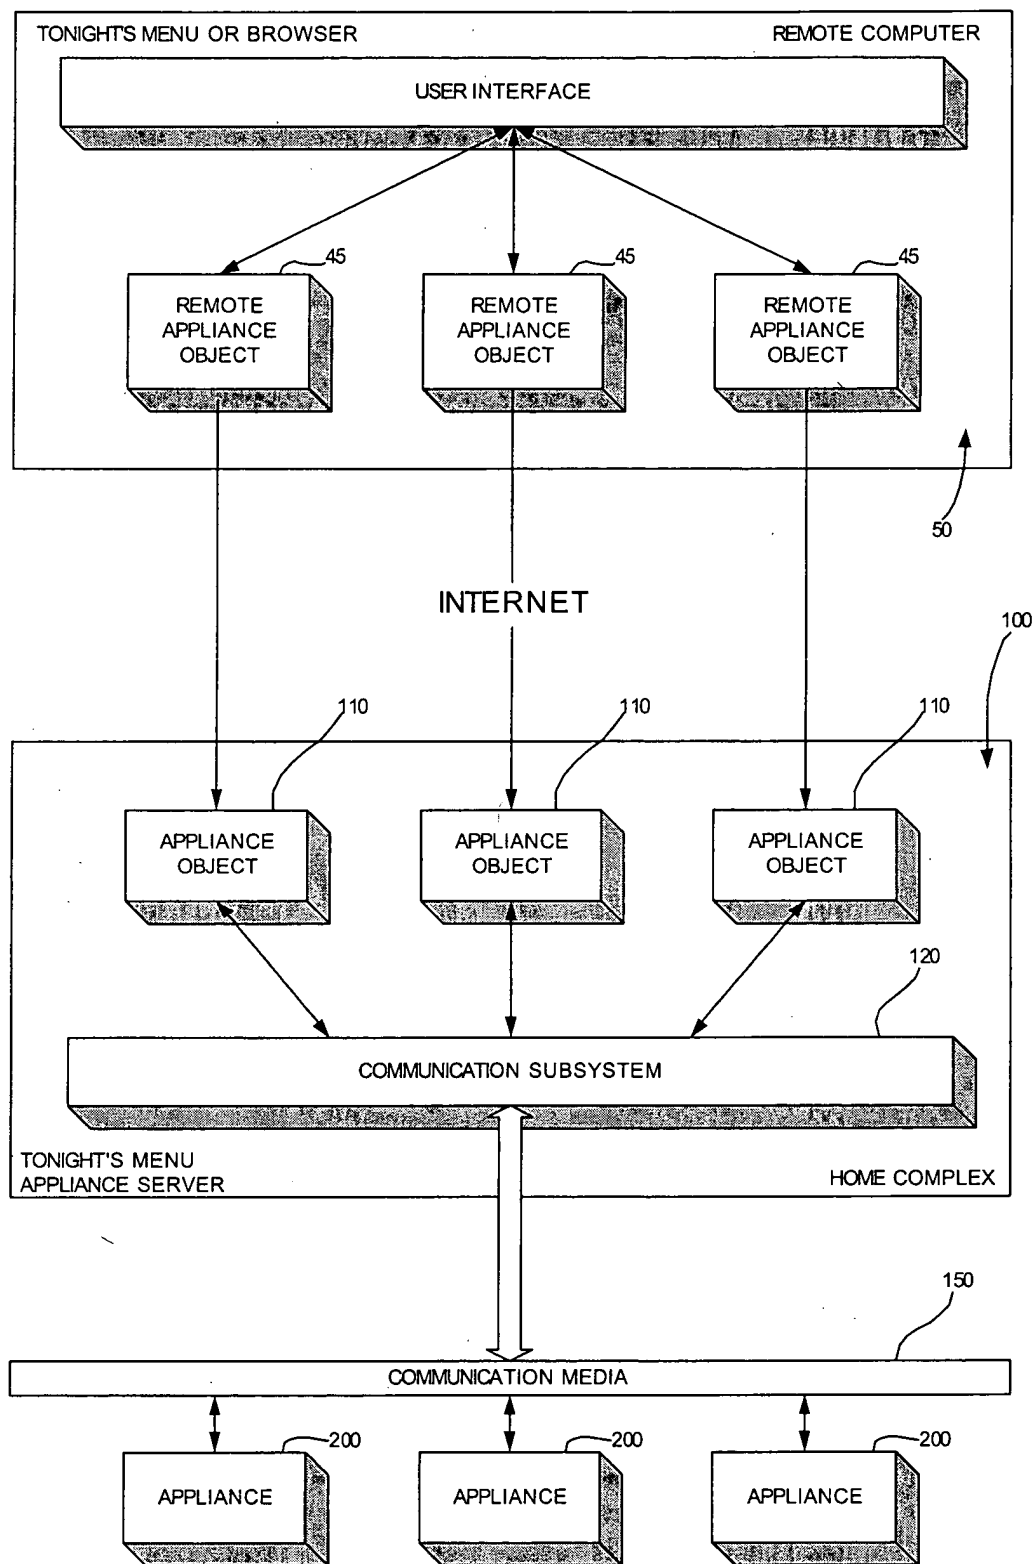 TONIGHT'S MENU OR BROWSER
REMOTE COMPUTER
USER INTERFACE
45
45
45
REMOTE
APPLIANCE
OBJECT
REMOTE
APPLIANCE
OBJECT
REMOTE
APPLIANCE
OBJECT
50
INTERNET
100
110
110
110
APPLIANCE
OBJECT
APPLIANCE
OBJECT
APPLIANCE
OBJECT
120
COMMUNICATION SUBSYSTEM
TONIGHT'S MENU
APPLIANCE SERVER
HOME COMPLEX
150
COMMUNICATION MEDIA
200
200
200
APPLIANCE
APPLIANCE
APPLIANCE